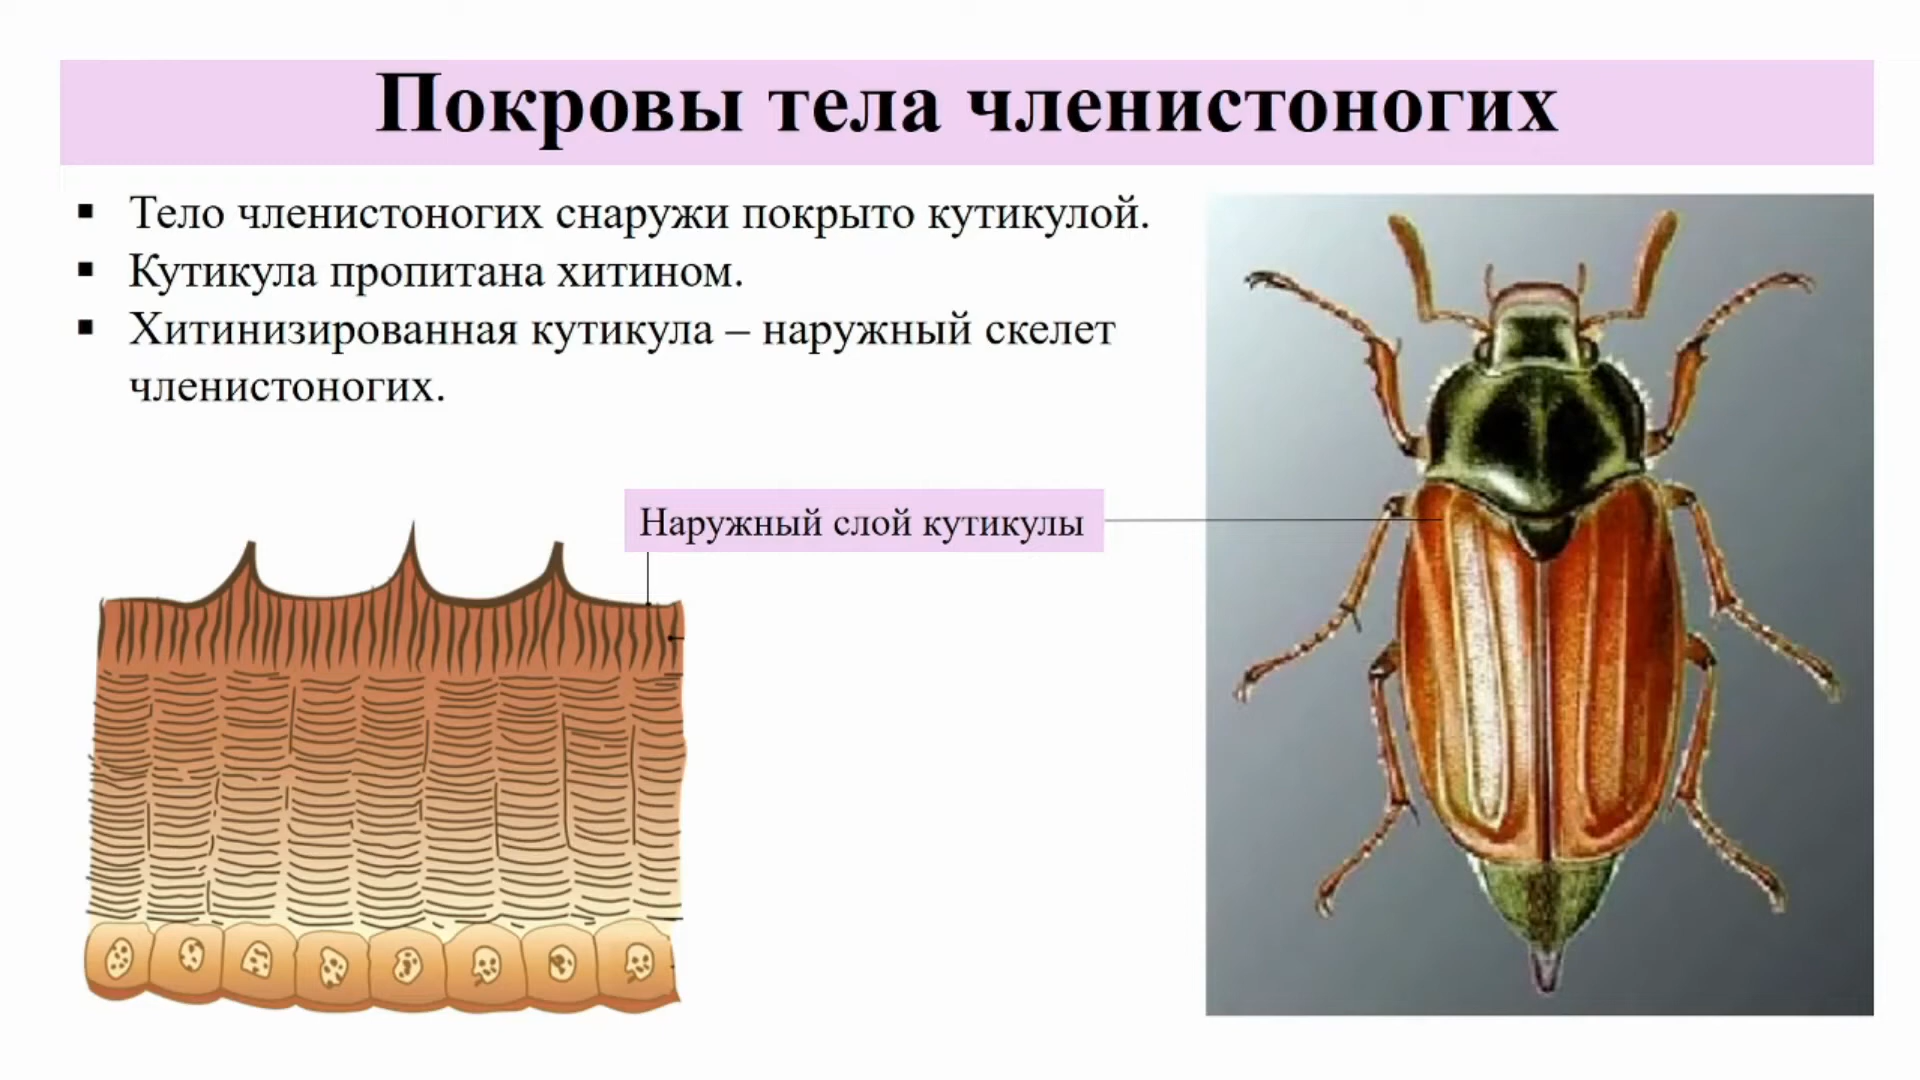 Покровы тела членистоногих
▪ Тело членистоногих снаружи покрыто кутикулой.
▪ Кутикула пропитана хитином.
▪ Хитинизированная кутикула – наружный скелет
членистоногих.
Наружный слой кутикулы